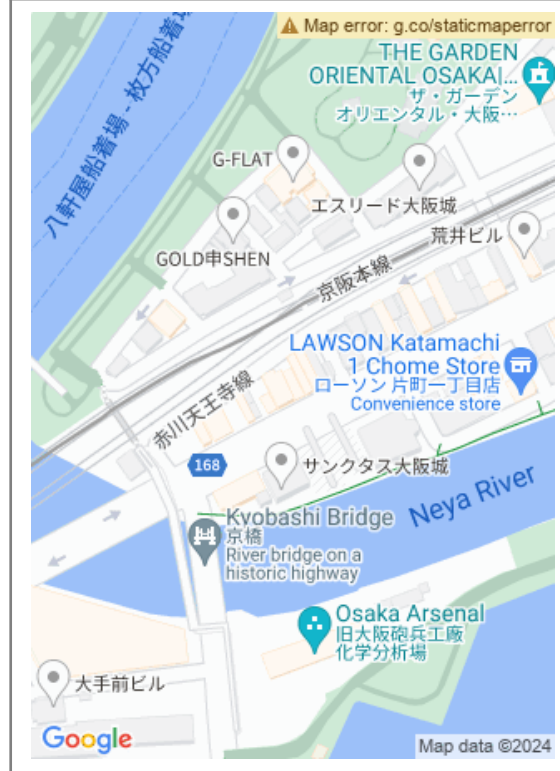 Map error: g.co/staticmaperror
THE GARDEN
ORIENTAL OSAKA|...
ザ・ガーデン
オリエンタル・大阪…
八軒屋船着場 - 枚方船着場
G-FLAT
エスリード大阪城
荒井ビル
GOLD申SHEN
京阪本線
LAWSON Katamachi
1 Chome Store
ローソン 片町一丁目店
Convenience store
赤川天王寺線
168
サンクタス大阪城
Neya River
Kyobashi Bridge
京橋
River bridge on a
historic highway
Osaka Arsenal
旧大阪砲兵工廠
化学分析場
大手前ビル
Google
Map data ©2024